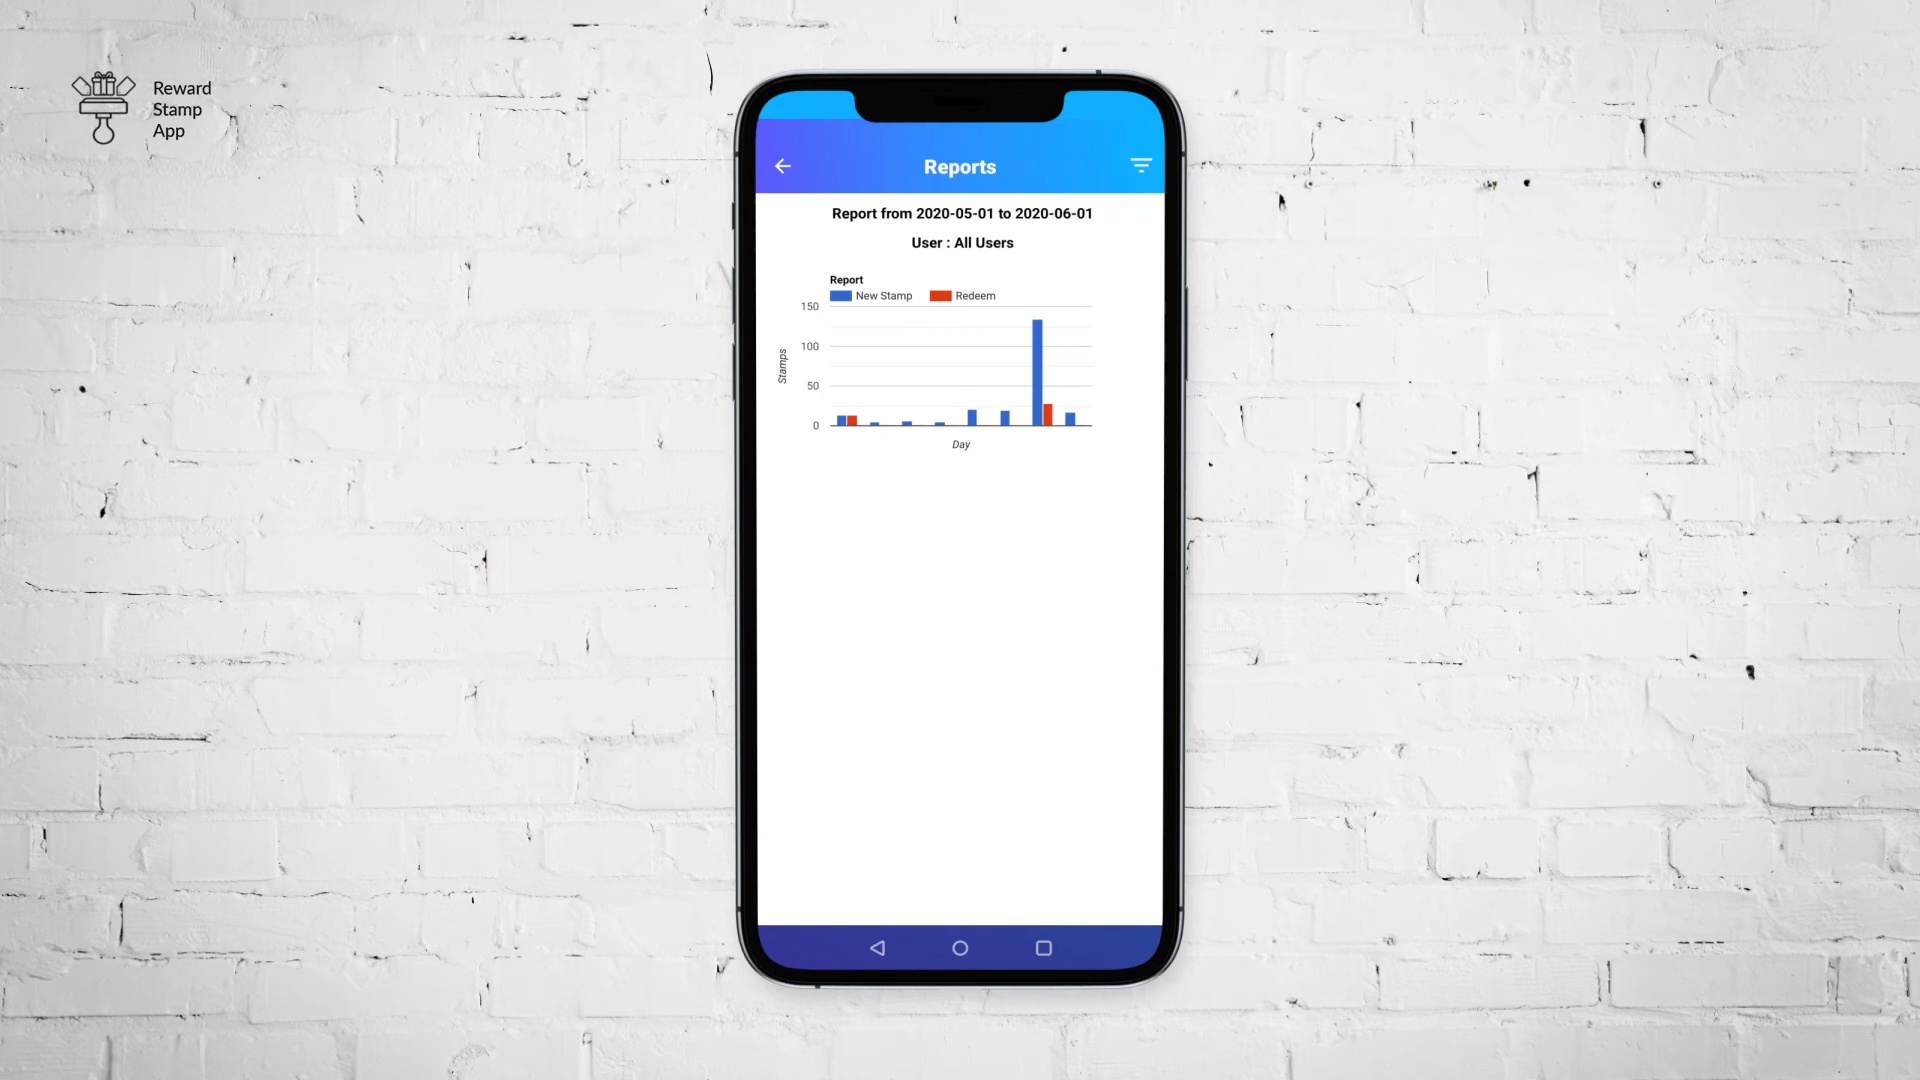 Reward
Stamp
App
Reports
Report from 2020-05-01 to 2020-06-01
User : All Users
Report
New Stamp Redeem
150
100
50
0
Stamps
Day